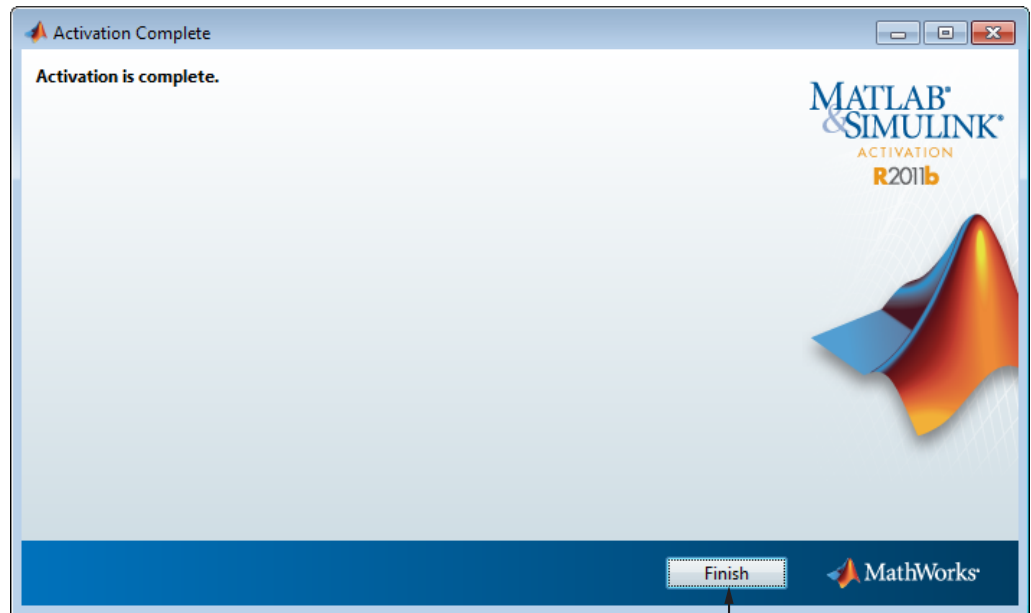 Activation Complete
Activation is complete.
MATLAB®
&SIMULINK®
ACTIVATION
R2011b
Finish
MathWorks®